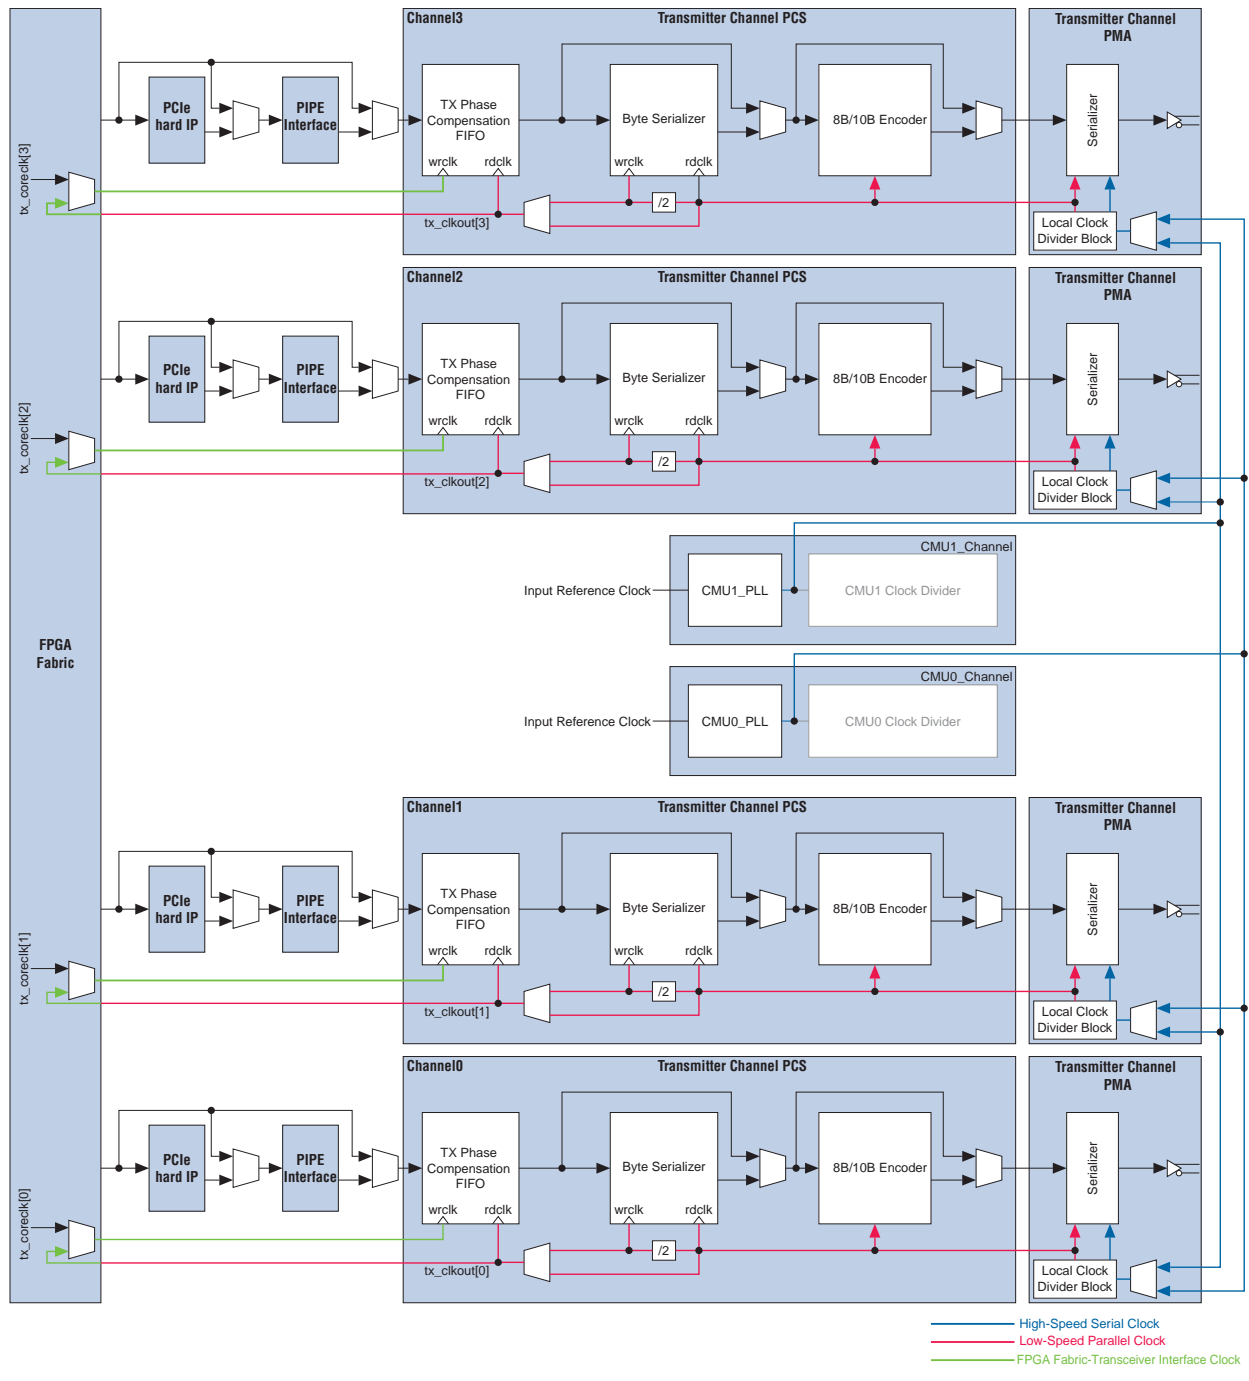 Channel3
Transmitter Channel PCS
Transmitter Channel
PMA
PCIe
hard IP
PIPE
Interface
TX Phase
Compensation
FIFO
wrclk
rdclk
Byte Serializer
wrclk
rdclk
8B/10B Encoder
Serializer
tx_coreclk[3]
/2
tx_clkout[3]
Local Clock
Divider Block
Channel2
Transmitter Channel PCS
Transmitter Channel
PMA
PCIe
hard IP
PIPE
Interface
TX Phase
Compensation
FIFO
wrclk
rdclk
Byte Serializer
wrclk
rdclk
8B/10B Encoder
Serializer
tx_coreclk[2]
/2
tx_clkout[2]
Local Clock
Divider Block
CMU1_Channel
Input Reference Clock
CMU1_PLL
CMU1 Clock Divider
FPGA
Fabric
CMU0_Channel
Input Reference Clock
CMU0_PLL
CMU0 Clock Divider
Channel1
Transmitter Channel PCS
Transmitter Channel
PMA
PCIe
hard IP
PIPE
Interface
TX Phase
Compensation
FIFO
wrclk
rdclk
Byte Serializer
wrclk
rdclk
8B/10B Encoder
Serializer
tx_coreclk[1]
/2
tx_clkout[1]
Local Clock
Divider Block
Channel0
Transmitter Channel PCS
Transmitter Channel
PMA
PCIe
hard IP
PIPE
Interface
TX Phase
Compensation
FIFO
wrclk
rdclk
Byte Serializer
wrclk
rdclk
8B/10B Encoder
Serializer
tx_coreclk[0]
/2
tx_clkout[0]
Local Clock
Divider Block
High-Speed Serial Clock
Low-Speed Parallel Clock
FPGA Fabric-Transceiver Interface Clock